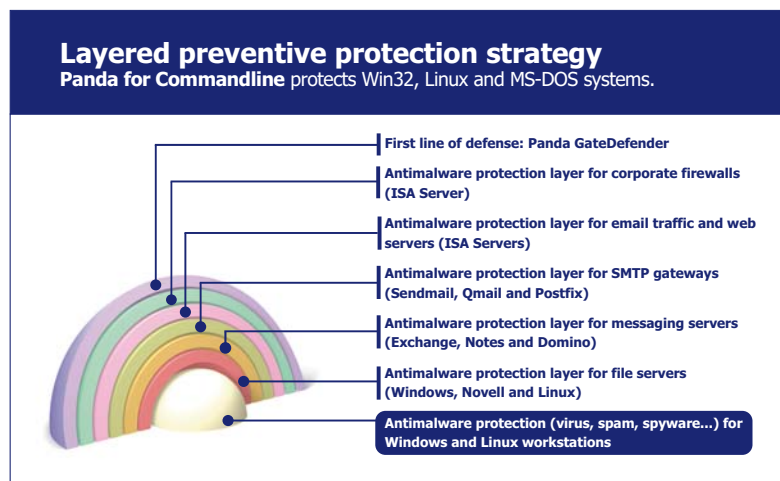 Layered preventive protection strategy
Panda for Commandline protects Win32, Linux and MS-DOS systems.
First line of defense: Panda GateDefender
Antimalware protection layer for corporate firewalls
(ISA Server)
Antimalware protection layer for email traffic and web
servers (ISA Servers)
Antimalware protection layer for SMTP gateways
(Sendmail, Qmail and Postfix)
Antimalware protection layer for messaging servers
(Exchange, Notes and Domino)
Antimalware protection layer for file servers
(Windows, Novell and Linux)
Antimalware protection (virus, spam, spyware...) for
Windows and Linux workstations